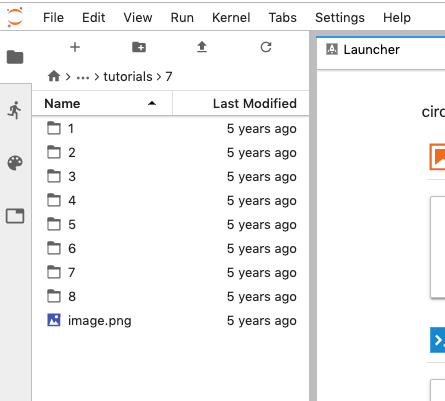 File Edit View Run Kernel Tabs Settings Help
Launcher
... > tutorials > 7
Name Last Modified
circ
1 5 years ago
2 5 years ago
3 5 years ago
4 5 years ago
5 5 years ago
6 5 years ago
7 5 years ago
8 5 years ago
image.png 5 years ago